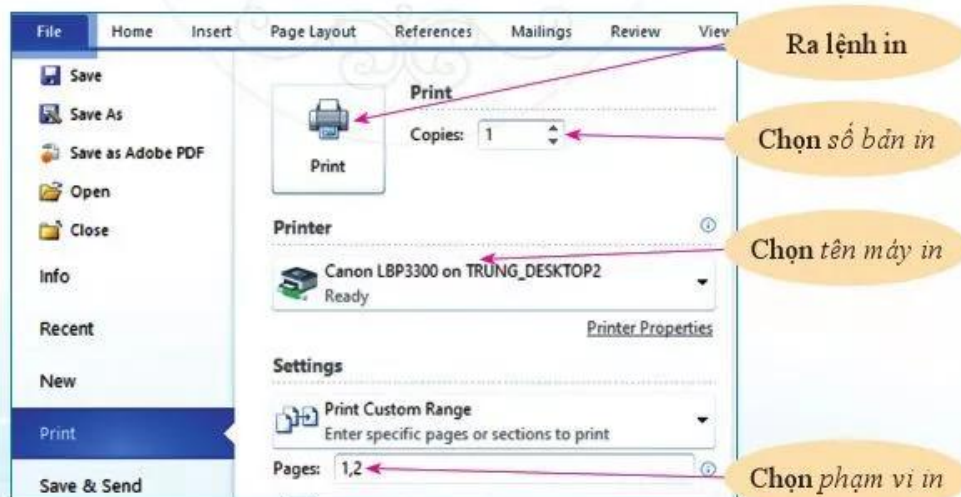 File Home Insert Page Layout References Mailings Review View
Ra lệnh in
Save
Save As
Save as Adobe PDF
Open
Close
Info
Recent
New
Print
Save & Send
Print
Print
Copies: 1
Chọn số bản in
Printer
Chọn tên máy in
Canon LBP3300 on TRUNG_DESKTOP2
Ready
Printer Properties
Settings
Print Custom Range
Enter specific pages or sections to print
Pages: 1,2
Chọn phạm vi in